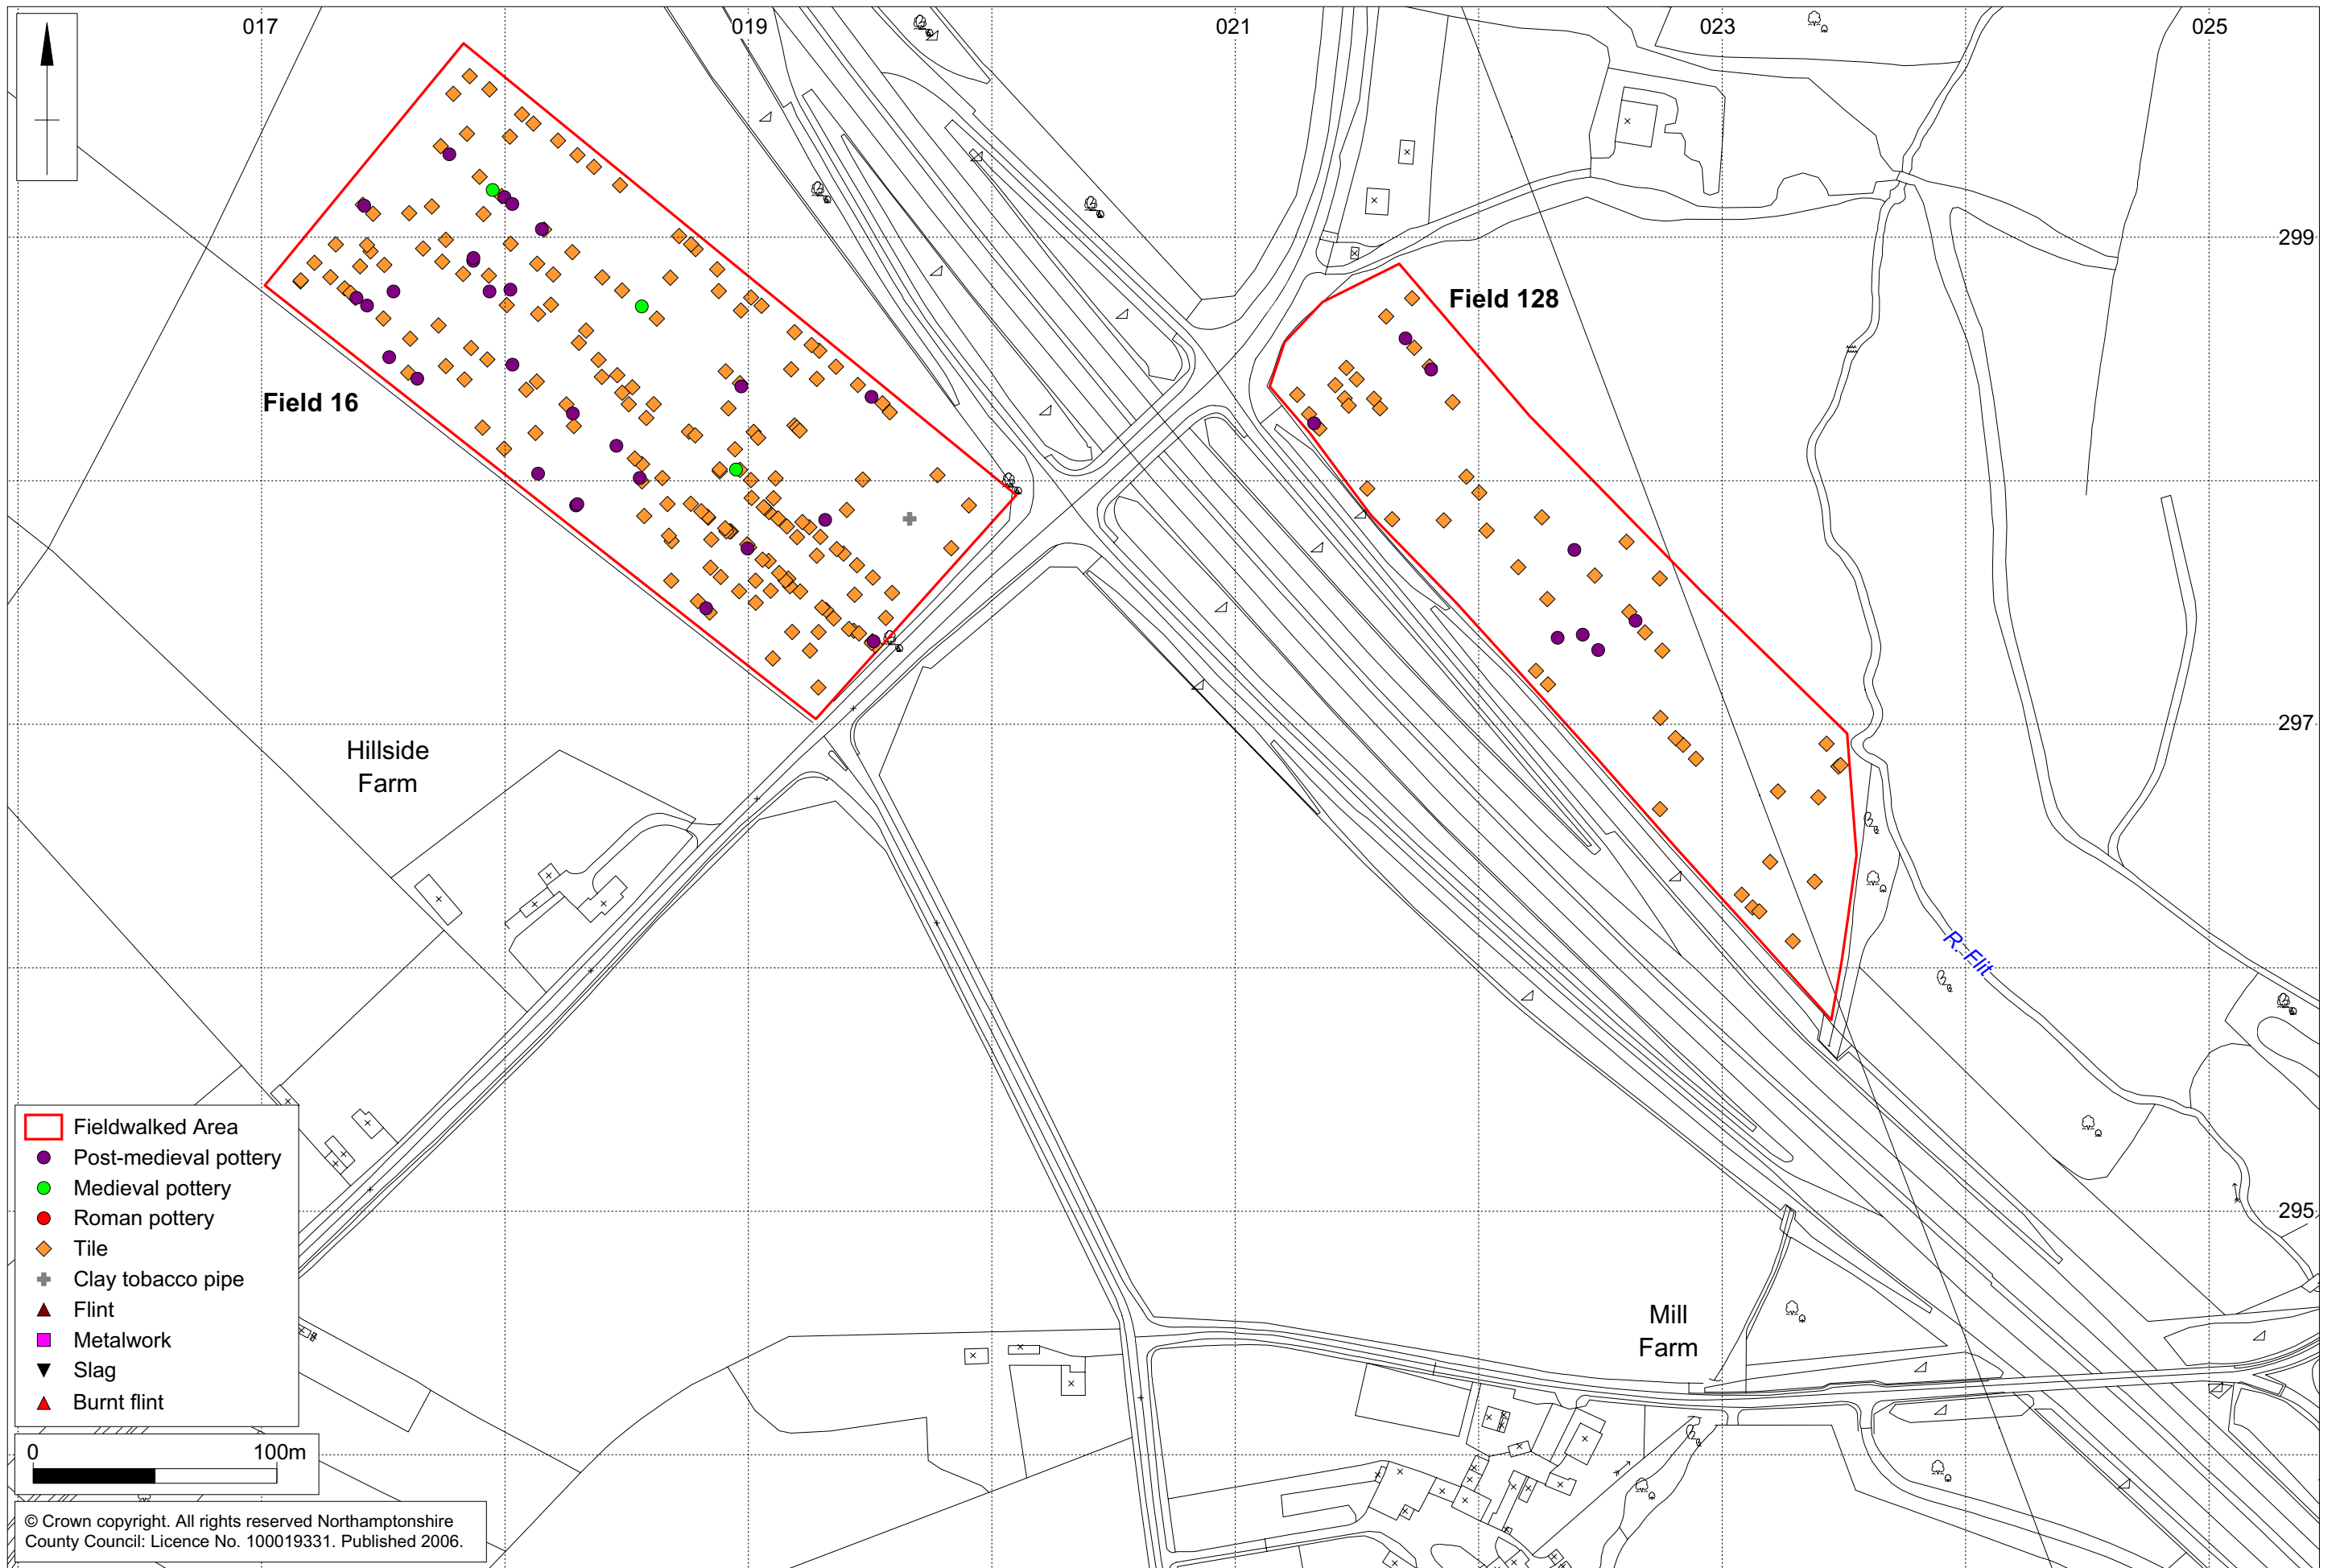 017 019 021 023 025
299
Field 128
Field 16
297
Hillside
Farm
R. Flit
295
Mill
Farm
Fieldwalked Area
Post-medieval pottery
Medieval pottery
Roman pottery
Tile
Clay tobacco pipe
Flint
Metalwork
Slag
Burnt flint
0 100m
© Crown copyright. All rights reserved Northamptonshire
County Council: Licence No. 100019331. Published 2006.